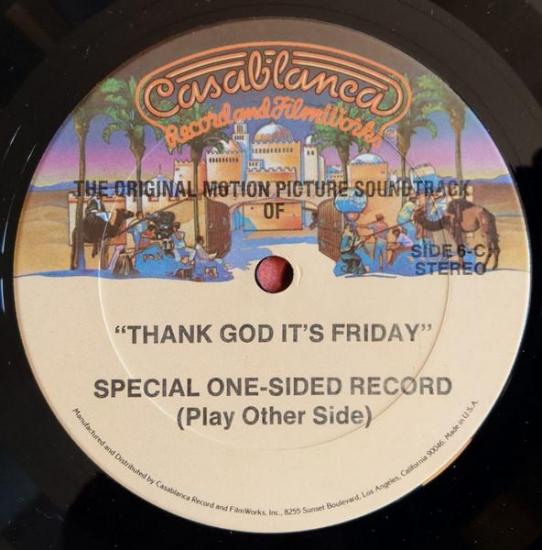 Casablanca
Record and FilmWorks
THE ORIGINAL MOTION PICTURE SOUNDTRACK
OF
SIDE 6-C
STEREO
"THANK GOD IT'S FRIDAY"
SPECIAL ONE-SIDED RECORD
(Play Other Side)
Manufactured and Distributed by Casablanca Record and FilmWorks, Inc., 8255 Sunset Boulevard, Los Angeles, California 90046. Made in U.S.A.